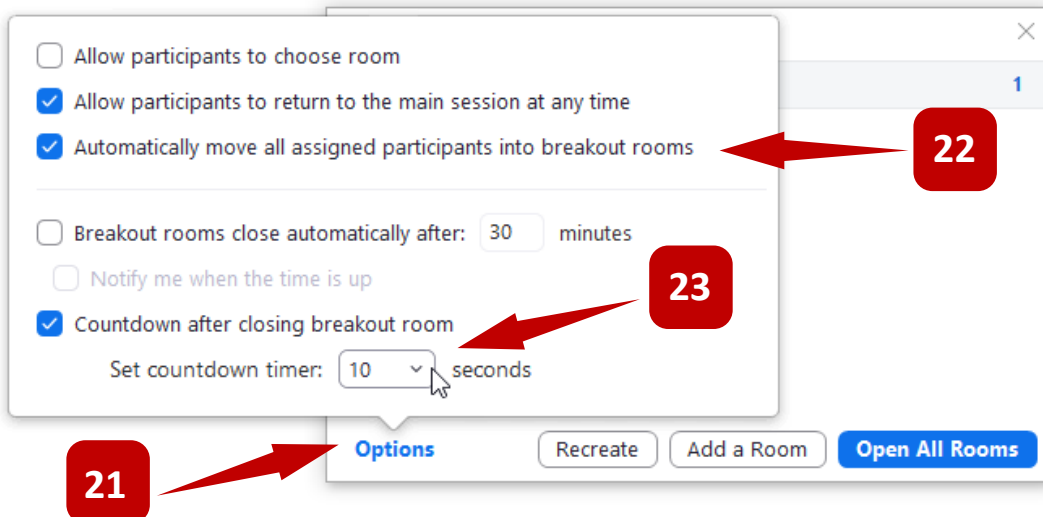 Allow participants to choose room
1
Allow participants to return to the main session at any time
Automatically move all assigned participants into breakout rooms
22
Breakout rooms close automatically after: 30 minutes
Notify me when the time is up
23
Countdown after closing breakout room
Set countdown timer: 10 seconds
Options Recreate Add a Room Open All Rooms
21